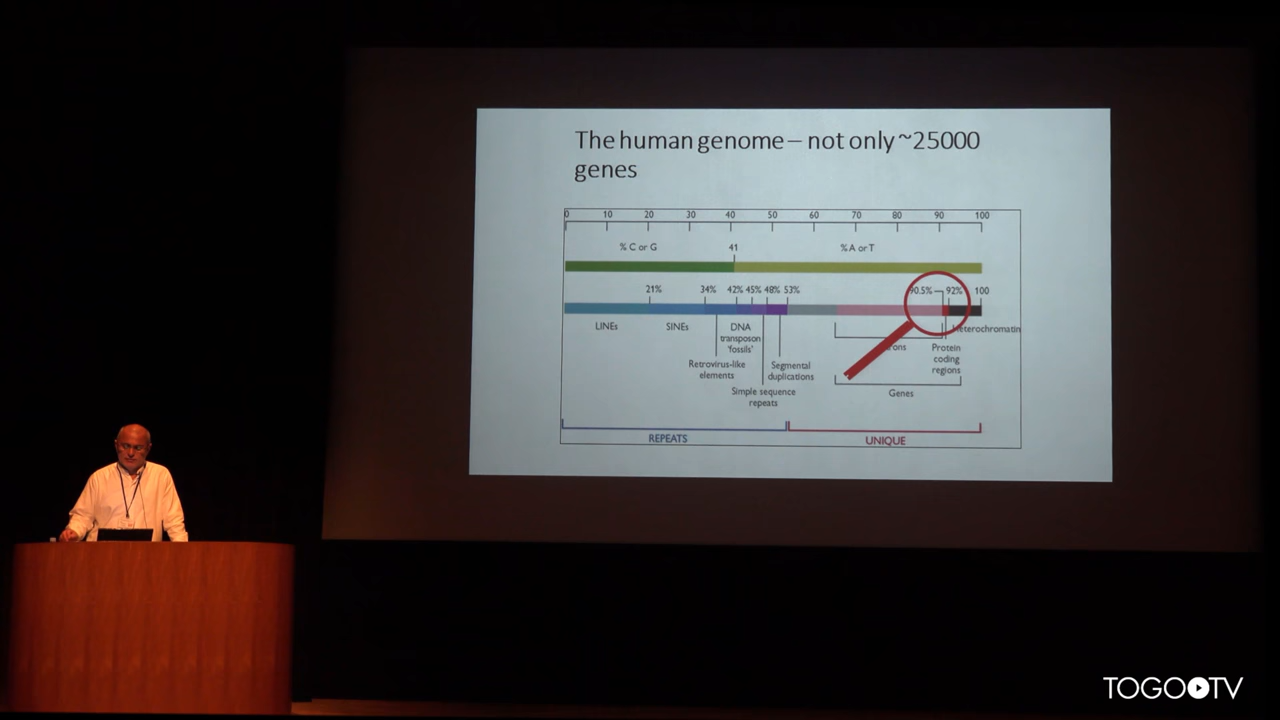 The human genome – not only ~25000
genes
0 10 20 30 40 50 60 70 80 90 100
% C or G 41 % A or T
21% 34% 42% 45% 48% 53% 90.5% 92% 100
LINEs SINEs DNA
transposon
'fossils'
Retrovirus-like
elements
Simple sequence
repeats
Segmental
duplications
rons
Protein
coding
regions
eterochromatin
Genes
REPEATS UNIQUE
TOGO TV